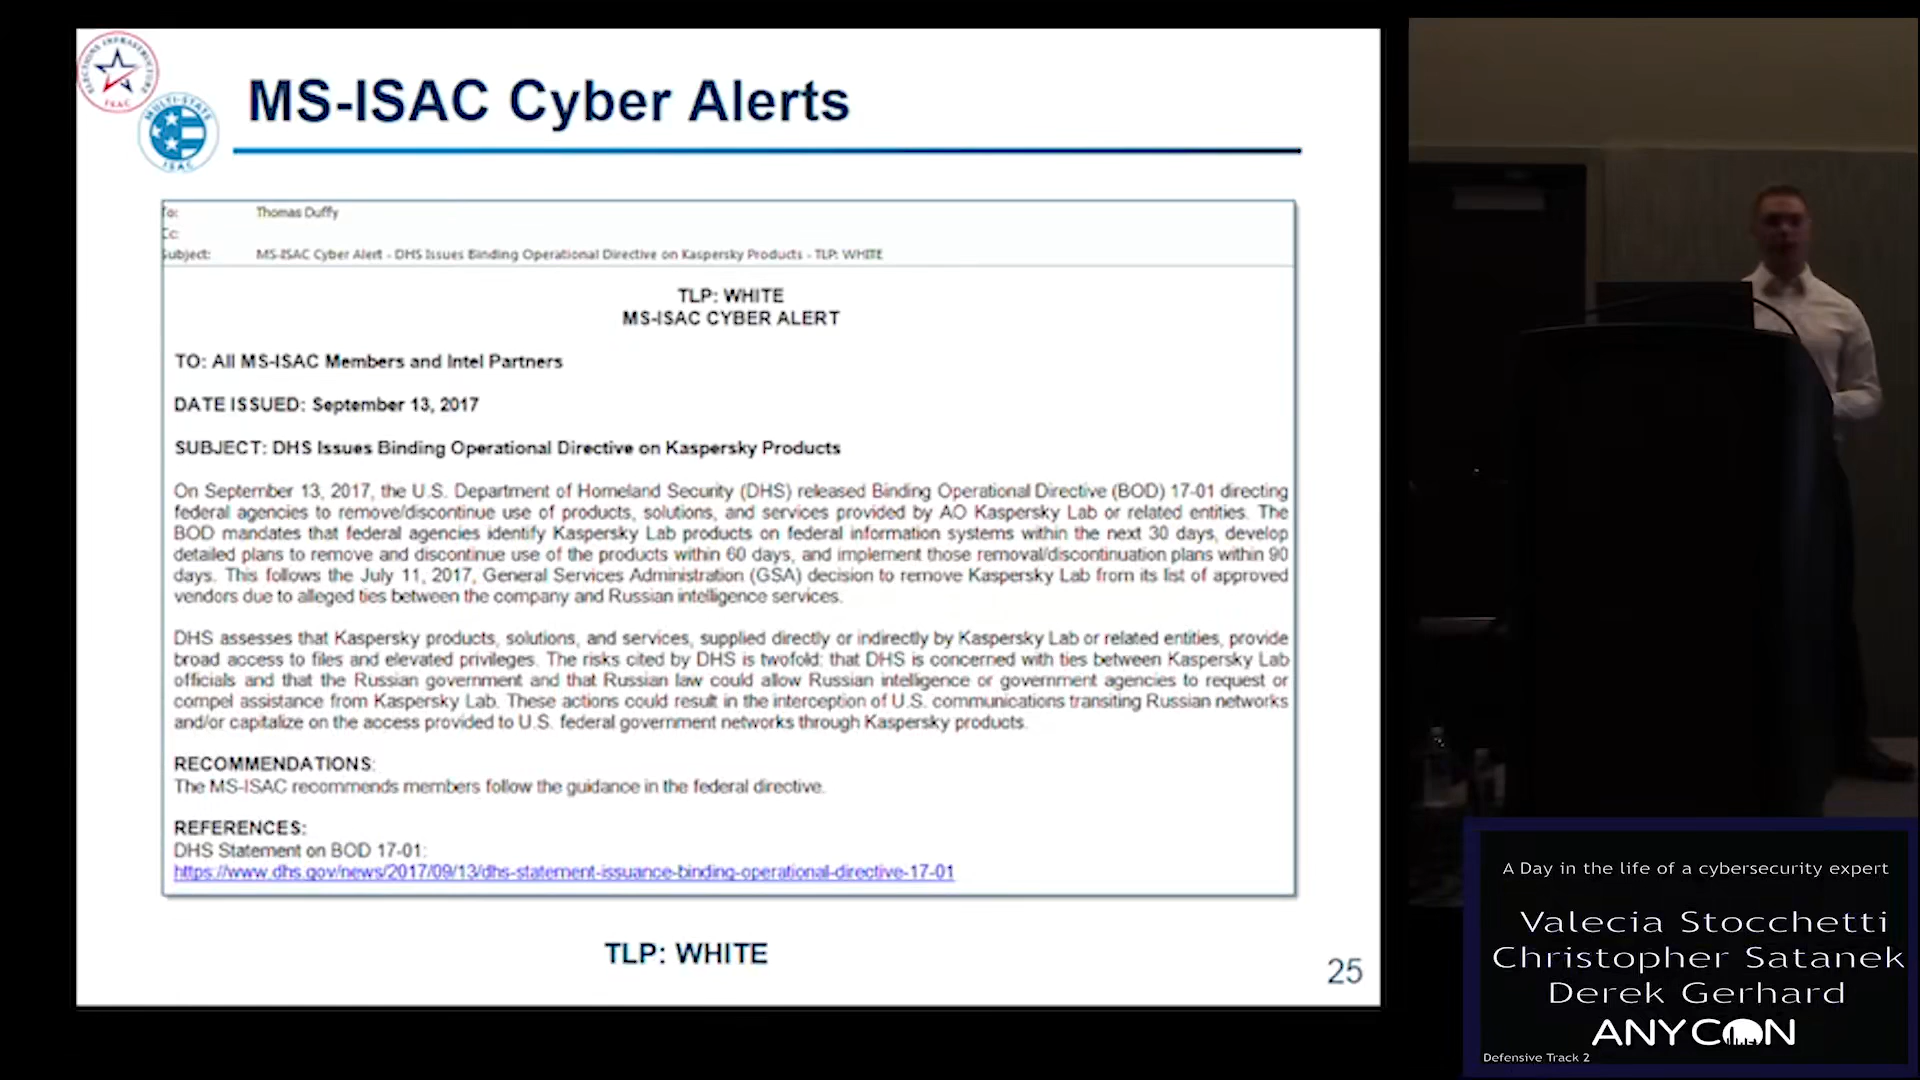 ELECTIONS INFRASTRUCTURE
ISAC
MULTI-STATE
ISAC
MS-ISAC Cyber Alerts
To: Thomas Duffy
Cc:
Subject: MS-ISAC Cyber Alert - DHS Issues Binding Operational Directive on Kaspersky Products - TLP: WHITE
TLP: WHITE
MS-ISAC CYBER ALERT
TO: All MS-ISAC Members and Intel Partners
DATE ISSUED: September 13, 2017
SUBJECT: DHS Issues Binding Operational Directive on Kaspersky Products
On September 13, 2017, the U.S. Department of Homeland Security (DHS) released Binding Operational Directive (BOD) 17-01 directing
federal agencies to remove/discontinue use of products, solutions, and services provided by AO Kaspersky Lab or related entities. The
BOD mandates that federal agencies identify Kaspersky Lab products on federal information systems within the next 30 days, develop
detailed plans to remove and discontinue use of the products within 60 days, and implement those removal/discontinuation plans within 90
days. This follows the July 11, 2017, General Services Administration (GSA) decision to remove Kaspersky Lab from its list of approved
vendors due to alleged ties between the company and Russian intelligence services.
DHS assesses that Kaspersky products, solutions, and services, supplied directly or indirectly by Kaspersky Lab or related entities, provide
broad access to files and elevated privileges. The risks cited by DHS is twofold: that DHS is concerned with ties between Kaspersky Lab
officials and that the Russian government and that Russian law could allow Russian intelligence or government agencies to request or
compel assistance from Kaspersky Lab. These actions could result in the interception of U.S. communications transiting Russian networks
and/or capitalize on the access provided to U.S. federal government networks through Kaspersky products.
RECOMMENDATIONS:
The MS-ISAC recommends members follow the guidance in the federal directive.
REFERENCES:
DHS Statement on BOD 17-01:
https://www.dhs.gov/news/2017/09/13/dhs-statement-issuance-binding-operational-directive-17-01
TLP: WHITE
25
A Day in the life of a cybersecurity expert
Valecia Stocchetti
Christopher Satanek
Derek Gerhard
ANYCON
Defensive Track 2